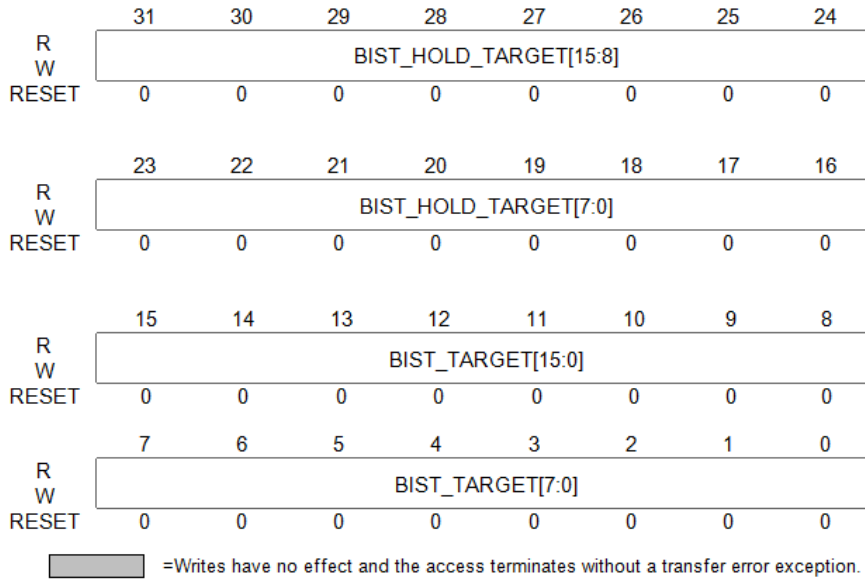 31 30 29 28 27 26 25 24
R
W
BIST_HOLD_TARGET[15:8]
RESET 0 0 0 0 0 0 0 0
23 22 21 20 19 18 17 16
R
W
BIST_HOLD_TARGET[7:0]
RESET 0 0 0 0 0 0 0 0
15 14 13 12 11 10 9 8
R
W
BIST_TARGET[15:0]
RESET 0 0 0 0 0 0 0 0
7 6 5 4 3 2 1 0
R
W
BIST_TARGET[7:0]
RESET 0 0 0 0 0 0 0 0
=Writes have no effect and the access terminates without a transfer error exception.